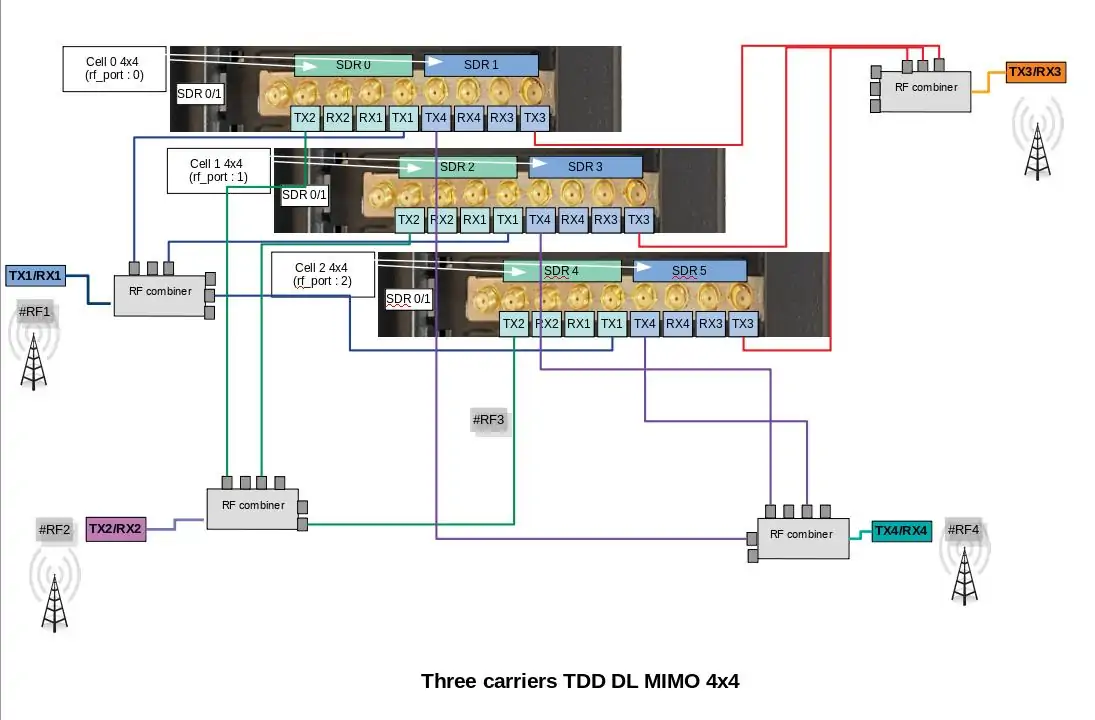 Cell 0 4x4
(rf_port : 0)
SDR 0
SDR 1
SDR 0/1
TX2 RX2 RX1 TX1 TX4 RX4 RX3 TX3
RF combiner
TX3/RX3
Cell 1 4x4
(rf_port : 1)
SDR 2
SDR 3
SDR 0/1
TX2 RX2 RX1 TX1 TX4 RX4 RX3 TX3
Cell 2 4x4
(rf_port : 2)
SDR 4
SDR 5
SDR 0/1
TX2 RX2 RX1 TX1 TX4 RX4 RX3 TX3
TX1/RX1
RF combiner
#RF1
#RF3
RF combiner
#RF2
TX2/RX2
RF combiner
TX4/RX4
#RF4
Three carriers TDD DL MIMO 4x4